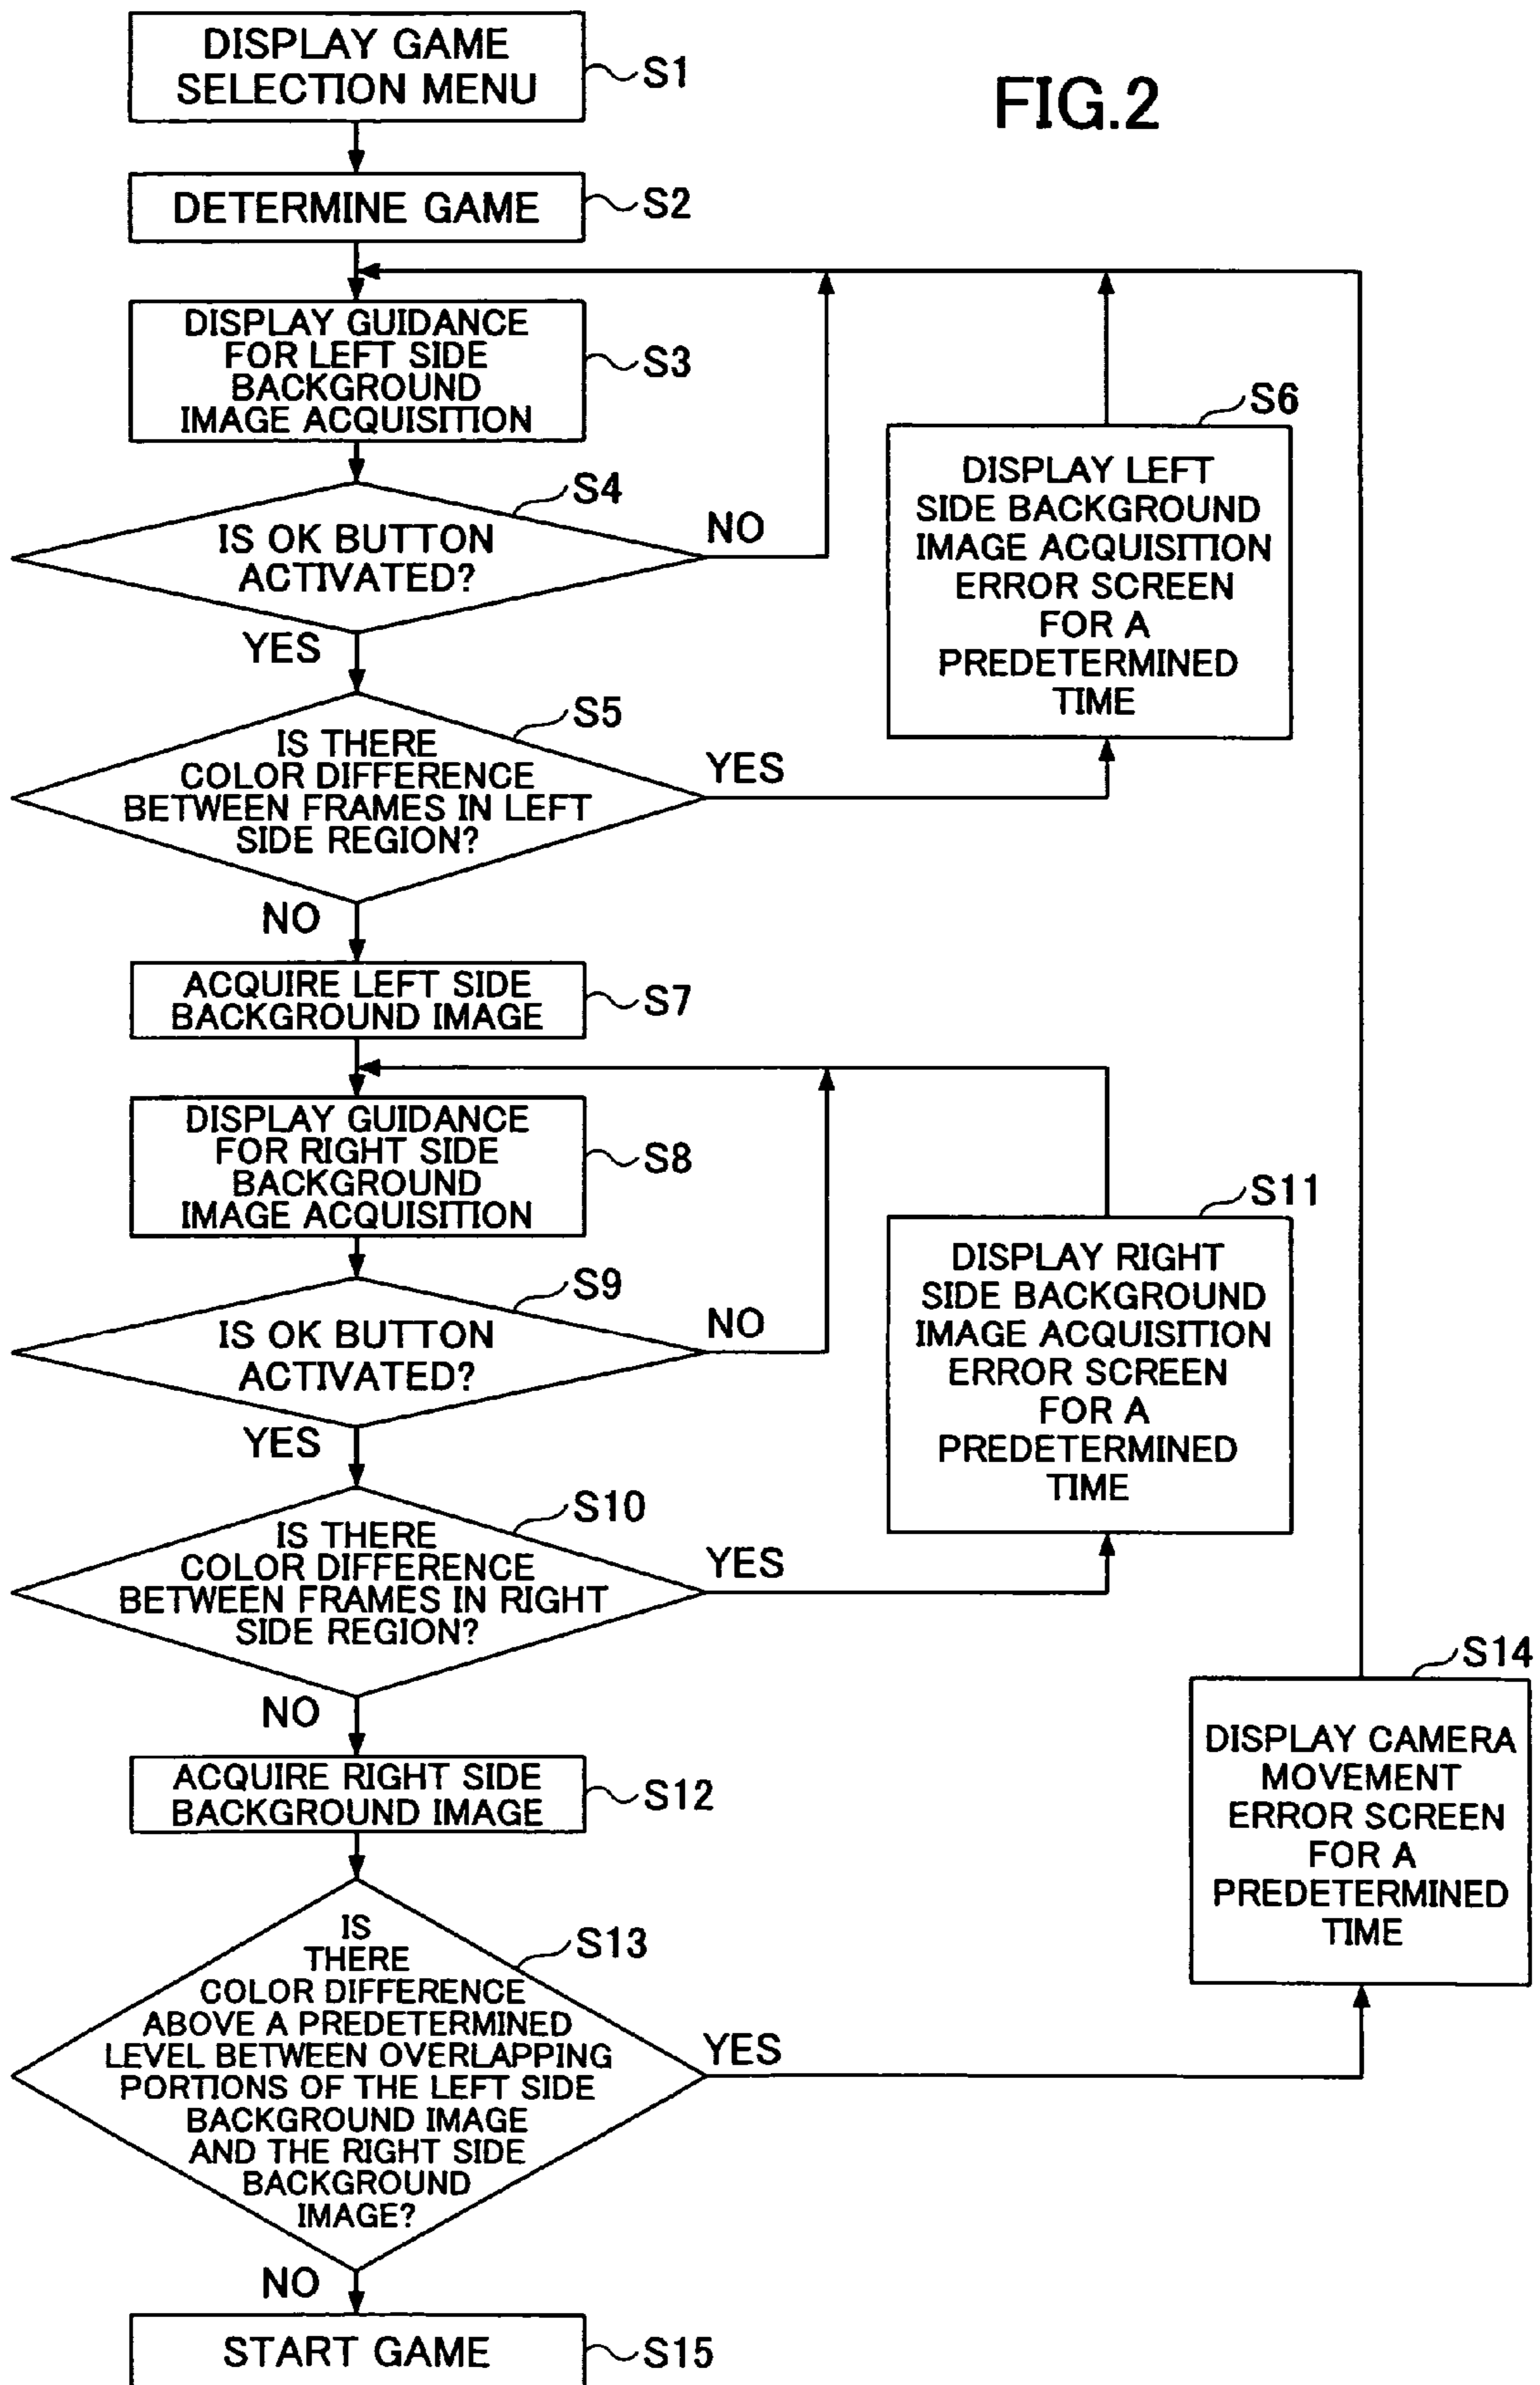 FIG.2
DISPLAY GAME
SELECTION MENU
S1
DETERMINE GAME
S2
DISPLAY GUIDANCE
FOR LEFT SIDE
BACKGROUND
IMAGE ACQUISITION
S3
IS OK BUTTON
ACTIVATED?
S4
NO
YES
IS THERE
COLOR DIFFERENCE
BETWEEN FRAMES IN LEFT
SIDE REGION?
S5
YES
NO
DISPLAY LEFT
SIDE BACKGROUND
IMAGE ACQUISITION
ERROR SCREEN
FOR A
PREDETERMINED
TIME
S6
ACQUIRE LEFT SIDE
BACKGROUND IMAGE
S7
DISPLAY GUIDANCE
FOR RIGHT SIDE
BACKGROUND
IMAGE ACQUISITION
S8
IS OK BUTTON
ACTIVATED?
S9
NO
YES
IS THERE
COLOR DIFFERENCE
BETWEEN FRAMES IN RIGHT
SIDE REGION?
S10
YES
NO
DISPLAY RIGHT
SIDE BACKGROUND
IMAGE ACQUISITION
ERROR SCREEN
FOR A
PREDETERMINED
TIME
S11
ACQUIRE RIGHT SIDE
BACKGROUND IMAGE
S12
IS
THERE
COLOR DIFFERENCE
ABOVE A PREDETERMINED
LEVEL BETWEEN OVERLAPPING
PORTIONS OF THE LEFT SIDE
BACKGROUND IMAGE
AND THE RIGHT SIDE
BACKGROUND
IMAGE?
S13
YES
NO
DISPLAY CAMERA
MOVEMENT
ERROR SCREEN
FOR A
PREDETERMINED
TIME
S14
START GAME
S15